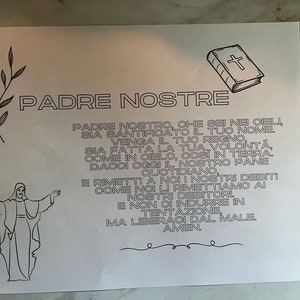 PADRE NOSTRE
PADRE NOSTRO, CHE SEI NEI CIELI,
SIA SANTIFICATO IL TUO NOME.
VENGA IL TUO REGNO,
SIA FATTA LA TUA VOLONTÁ,
COME IN CIELO, COSI IN TERRA.
DACCI OGGI IL NOSTRO PANE
QUOTIDIANO,
E RIMETTI A NOI I NOSTRI DEBITI
COME NOI LI RIMETTIAMO AI
NOSTRI DEBITORI.
E NON CI INDURRE IN
TENTAZIONE,
MA LIBERACI DAL MALE.
AMEN.